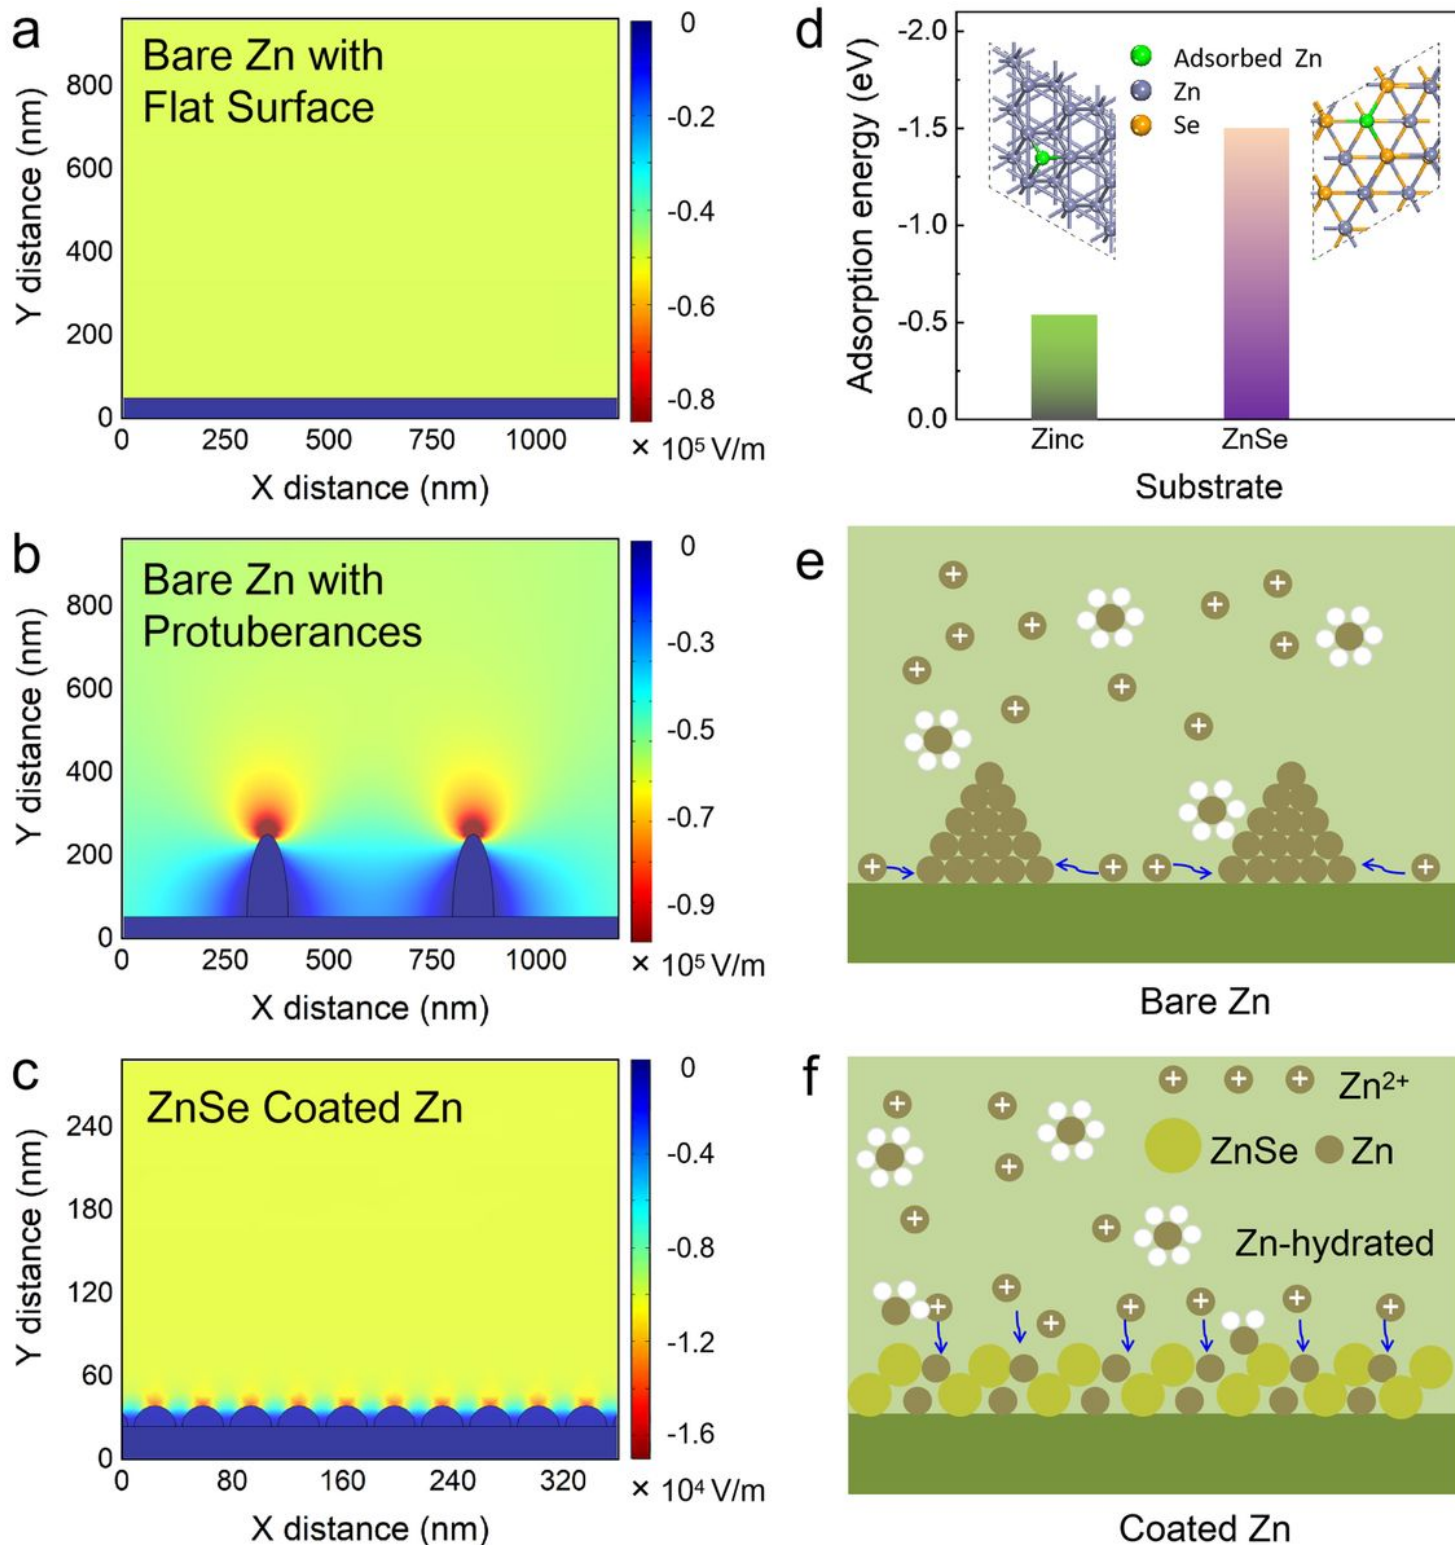 a
Bare Zn with
Flat Surface
Y distance (nm)
800
600
400
200
0
0 250 500 750 1000
X distance (nm)
0
-0.2
-0.4
-0.6
-0.8
× 10⁵ V/m
b
Bare Zn with
Protuberances
Y distance (nm)
800
600
400
200
0
0 250 500 750 1000
X distance (nm)
0
-0.3
-0.5
-0.7
-0.9
× 10⁵ V/m
c
ZnSe Coated Zn
Y distance (nm)
240
180
120
60
0
0 80 160 240 320
X distance (nm)
0
-0.4
-0.8
-1.2
-1.6
× 10⁴ V/m
d
Adsorption energy (eV)
-2.0
-1.5
-1.0
-0.5
0.0
Adsorbed Zn
Zn
Se
Zinc ZnSe
Substrate
e
+ + + + + + + + + +
+ + + +
Bare Zn
f
+ + + Zn²⁺
ZnSe Zn
Zn-hydrated
+ + + + +
+ + + + + + +
Coated Zn